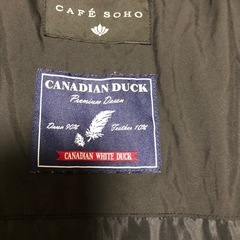 CAFÉ SOHO
CANADIAN DUCK
Premium Down
Down 90% Feather 10%
CANADIAN WHITE DUCK